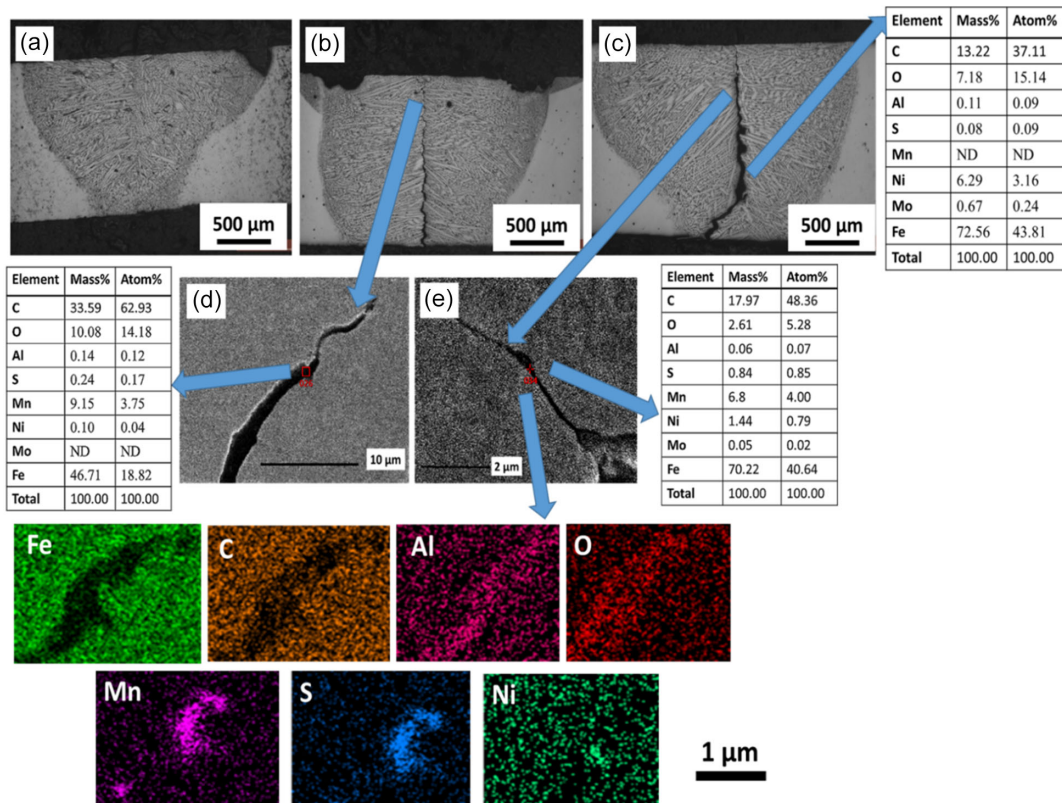 (a)
500 µm
(b)
500 µm
(c)
500 µm
Element Mass% Atom%
C 13.22 37.11
O 7.18 15.14
Al 0.11 0.09
S 0.08 0.09
Mn ND ND
Ni 6.29 3.16
Mo 0.67 0.24
Fe 72.56 43.81
Total 100.00 100.00
Element Mass% Atom%
C 33.59 62.93
O 10.08 14.18
Al 0.14 0.12
S 0.24 0.17
Mn 9.15 3.75
Ni 0.10 0.04
Mo ND ND
Fe 46.71 18.82
Total 100.00 100.00
(d)
10 µm
(e)
2 µm
Element Mass% Atom%
C 17.97 48.36
O 2.61 5.28
Al 0.06 0.07
S 0.84 0.85
Mn 6.8 4.00
Ni 1.44 0.79
Mo 0.05 0.02
Fe 70.22 40.64
Total 100.00 100.00
Fe
C
Al
O
Mn
S
Ni
1 µm